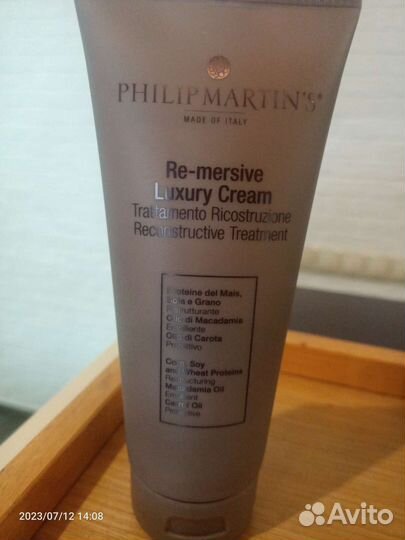 PHILIP MARTIN'S®
MADE OF ITALY
Re-mersive
Luxury Cream
Trattamento Ricostruzione
Reconstructive Treatment
Proteine del Mais,
Soia e Grano
Ristrutturante
Olio di Macadamia
Emolliente
Olio di Carota
Protettivo
Corn, Soy
and Wheat Proteins
Restructuring
Macadamia Oil
Emollient
Carrot Oil
Protective
2023/07/12 14:08
Avito